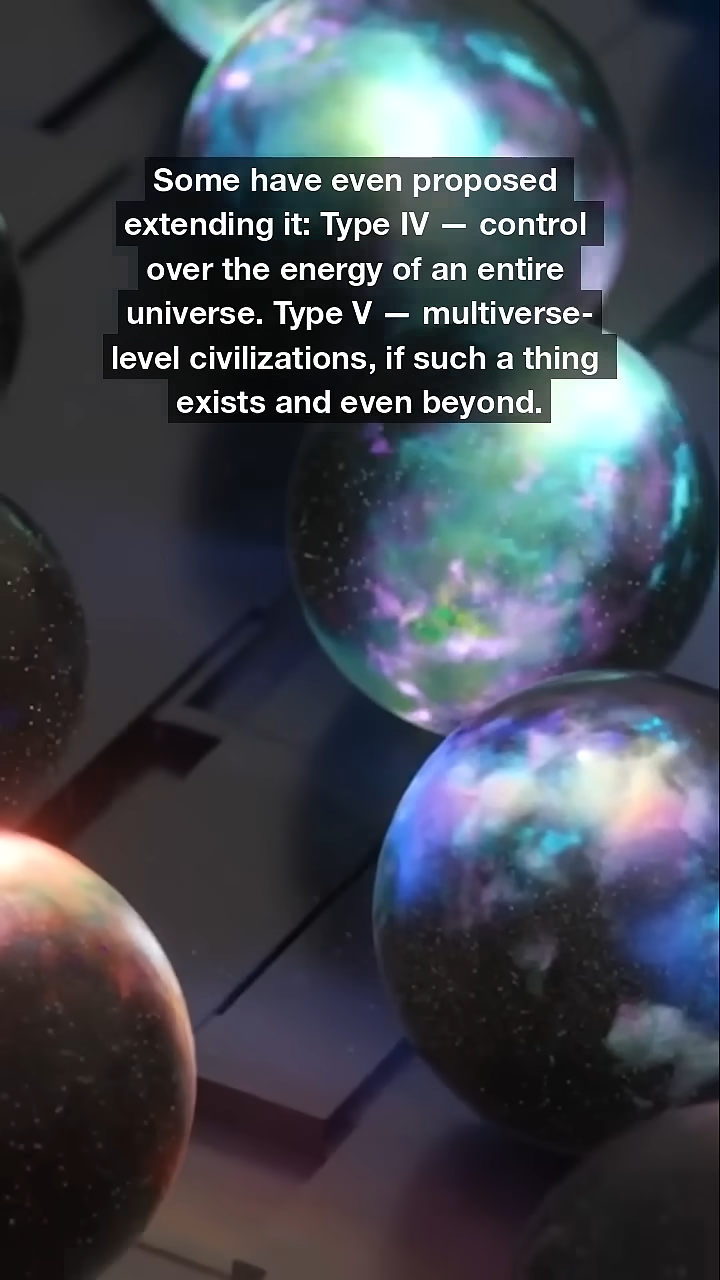 Some have even proposed
extending it: Type IV — control
over the energy of an entire
universe. Type V — multiverse-
level civilizations, if such a thing
exists and even beyond.